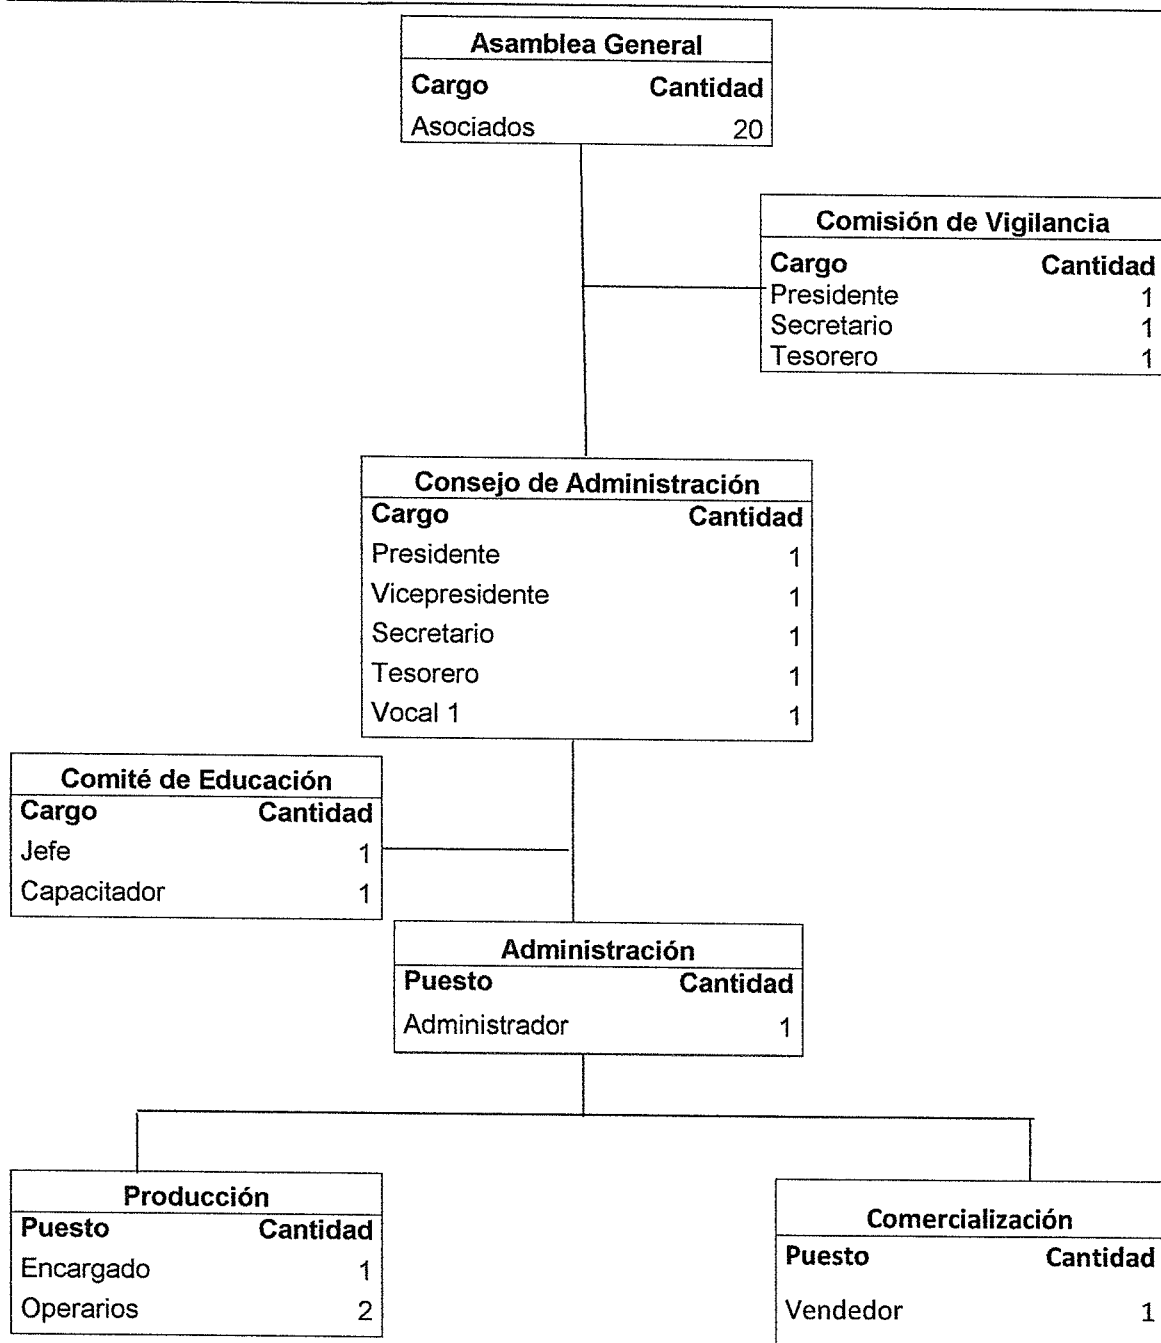 Asamblea General
Cargo Cantidad
Asociados 20
Comisión de Vigilancia
Cargo Cantidad
Presidente 1
Secretario 1
Tesorero 1
Consejo de Administración
Cargo Cantidad
Presidente 1
Vicepresidente 1
Secretario 1
Tesorero 1
Vocal 1 1
Comité de Educación
Cargo Cantidad
Jefe 1
Capacitador 1
Administración
Puesto Cantidad
Administrador 1
Producción
Puesto Cantidad
Encargado 1
Operarios 2
Comercialización
Puesto Cantidad
Vendedor 1